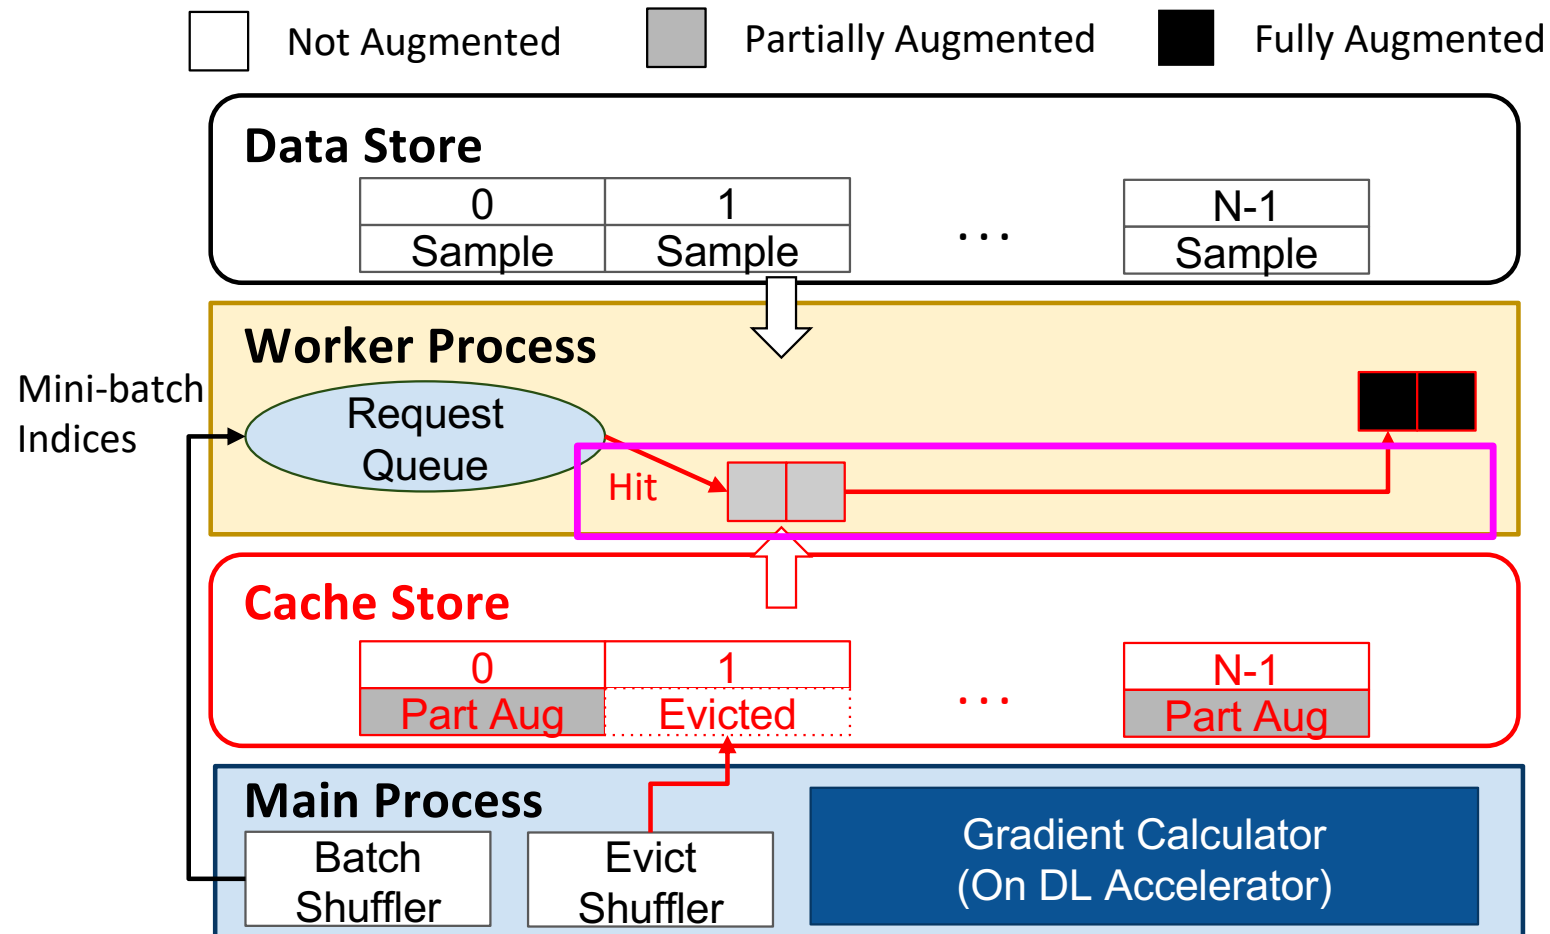 Not Augmented
Partially Augmented
Fully Augmented
Data Store
0
1
...
N-1
Sample
Sample
Sample
Worker Process
Mini-batch
Indices
Request
Queue
Hit
Cache Store
0
1
...
N-1
Part Aug
Evicted
Part Aug
Main Process
Batch
Shuffler
Evict
Shuffler
Gradient Calculator
(On DL Accelerator)